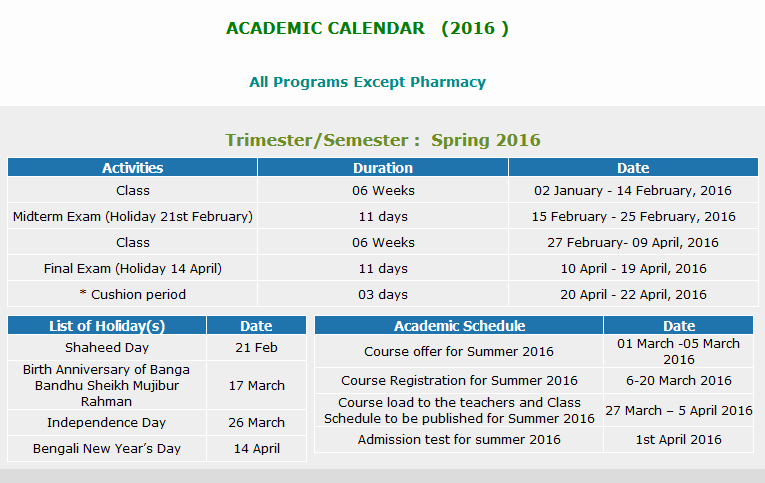 ACADEMIC CALENDAR (2016 )
All Programs Except Pharmacy
Trimester/Semester : Spring 2016
Activities Duration Date
Class 06 Weeks 02 January - 14 February, 2016
Midterm Exam (Holiday 21st February) 11 days 15 February - 25 February, 2016
Class 06 Weeks 27 February- 09 April, 2016
Final Exam (Holiday 14 April) 11 days 10 April - 19 April, 2016
* Cushion period 03 days 20 April - 22 April, 2016
List of Holiday(s) Date
Shaheed Day 21 Feb
Birth Anniversary of Banga
Bandhu Sheikh Mujibur
Rahman
17 March
Independence Day 26 March
Bengali New Year’s Day 14 April
Academic Schedule Date
Course offer for Summer 2016
01 March -05 March
2016
Course Registration for Summer 2016 6-20 March 2016
Course load to the teachers and Class
Schedule to be published for Summer 2016
27 March – 5 April 2016
Admission test for summer 2016 1st April 2016